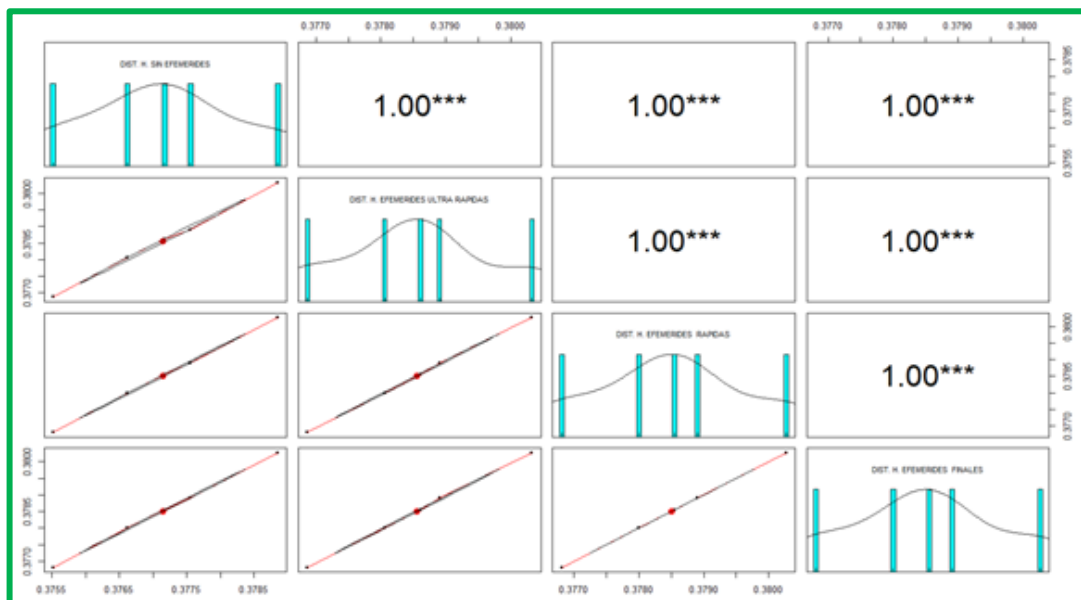 0.3770 0.3780 0.3790 0.3800 0.3770 0.3780 0.3790 0.3800
DIST. H. SIN EFEMERIDES
1.00***
1.00***
1.00***
0.3755 0.3770 0.3785
0.3770 0.3785 0.3800
DIST. H. EFEMERIDES ULTRA RAPIDAS
1.00***
1.00***
DIST. H. EFEMERIDES RAPIDAS
1.00***
0.3770 0.3785 0.3800
0.3770 0.3785 0.3800
DIST. H. EFEMERIDES FINALES
0.3755 0.3765 0.3775 0.3785 0.3770 0.3780 0.3790 0.3800